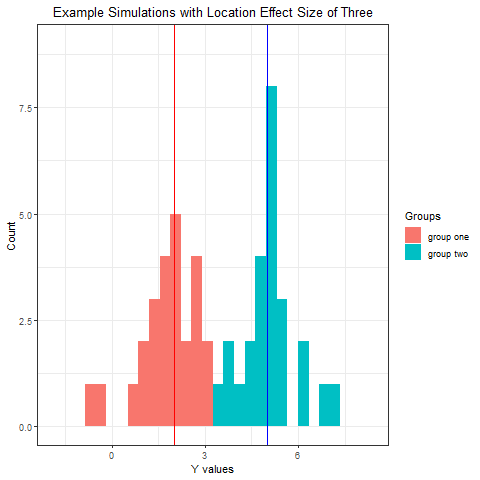 Example Simulations with Location Effect Size of Three
7.5
5.0
2.5
0.0
Count
0 3 6
Y values
Groups
group one
group two